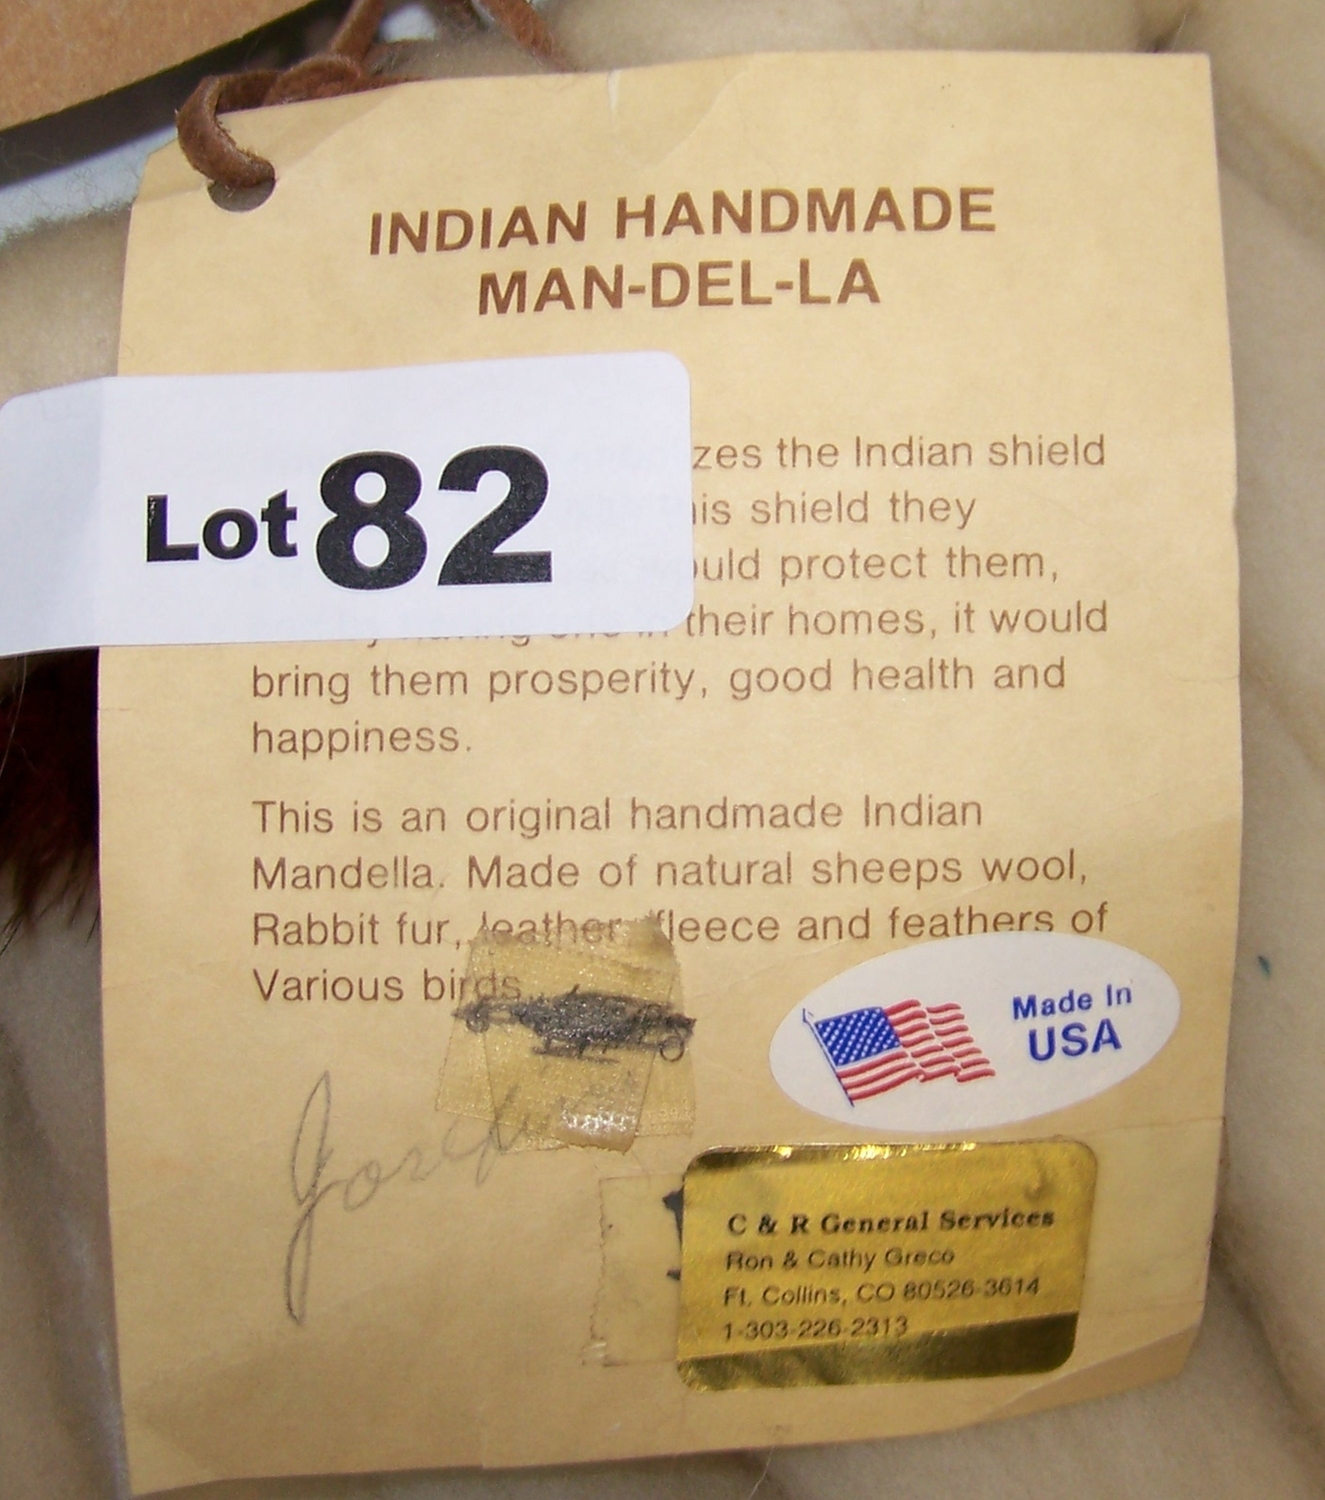 INDIAN HANDMADE
MAN-DEL-LA
Lot 82
zes the Indian shield
his shield they
ould protect them,
in their homes, it would
bring them prosperity, good health and
happiness.
This is an original handmade Indian
Mandella. Made of natural sheeps wool,
Rabbit fur, leather, fleece and feathers of
Various birds
Made In
USA
C & R General Services
Ron & Cathy Greco
Ft. Collins, CO 80526-3614
1-303-226-2313